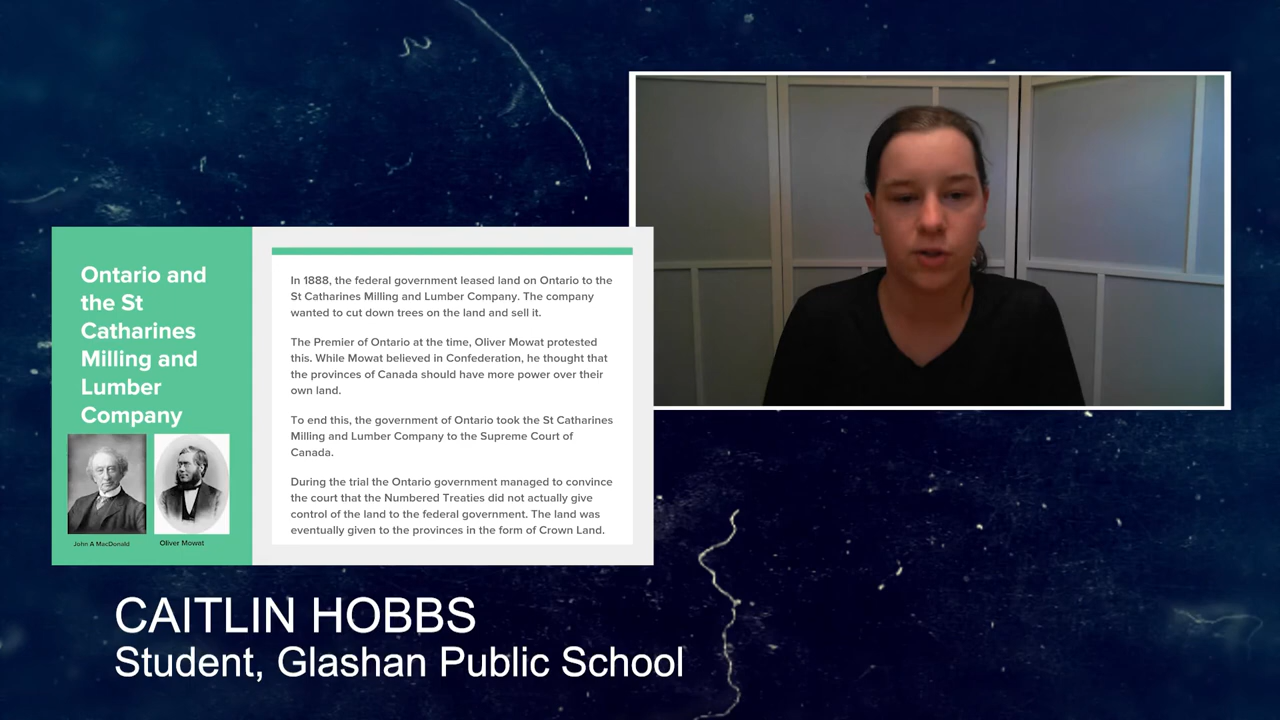 Ontario and
the St
Catharines
Milling and
Lumber
Company
John A MacDonald
Oliver Mowat
In 1888, the federal government leased land on Ontario to the
St Catharines Milling and Lumber Company. The company
wanted to cut down trees on the land and sell it.
The Premier of Ontario at the time, Oliver Mowat protested
this. While Mowat believed in Confederation, he thought that
the provinces of Canada should have more power over their
own land.
To end this, the government of Ontario took the St Catharines
Milling and Lumber Company to the Supreme Court of
Canada.
During the trial the Ontario government managed to convince
the court that the Numbered Treaties did not actually give
control of the land to the federal government. The land was
eventually given to the provinces in the form of Crown Land.
CAITLIN HOBBS
Student, Glashan Public School